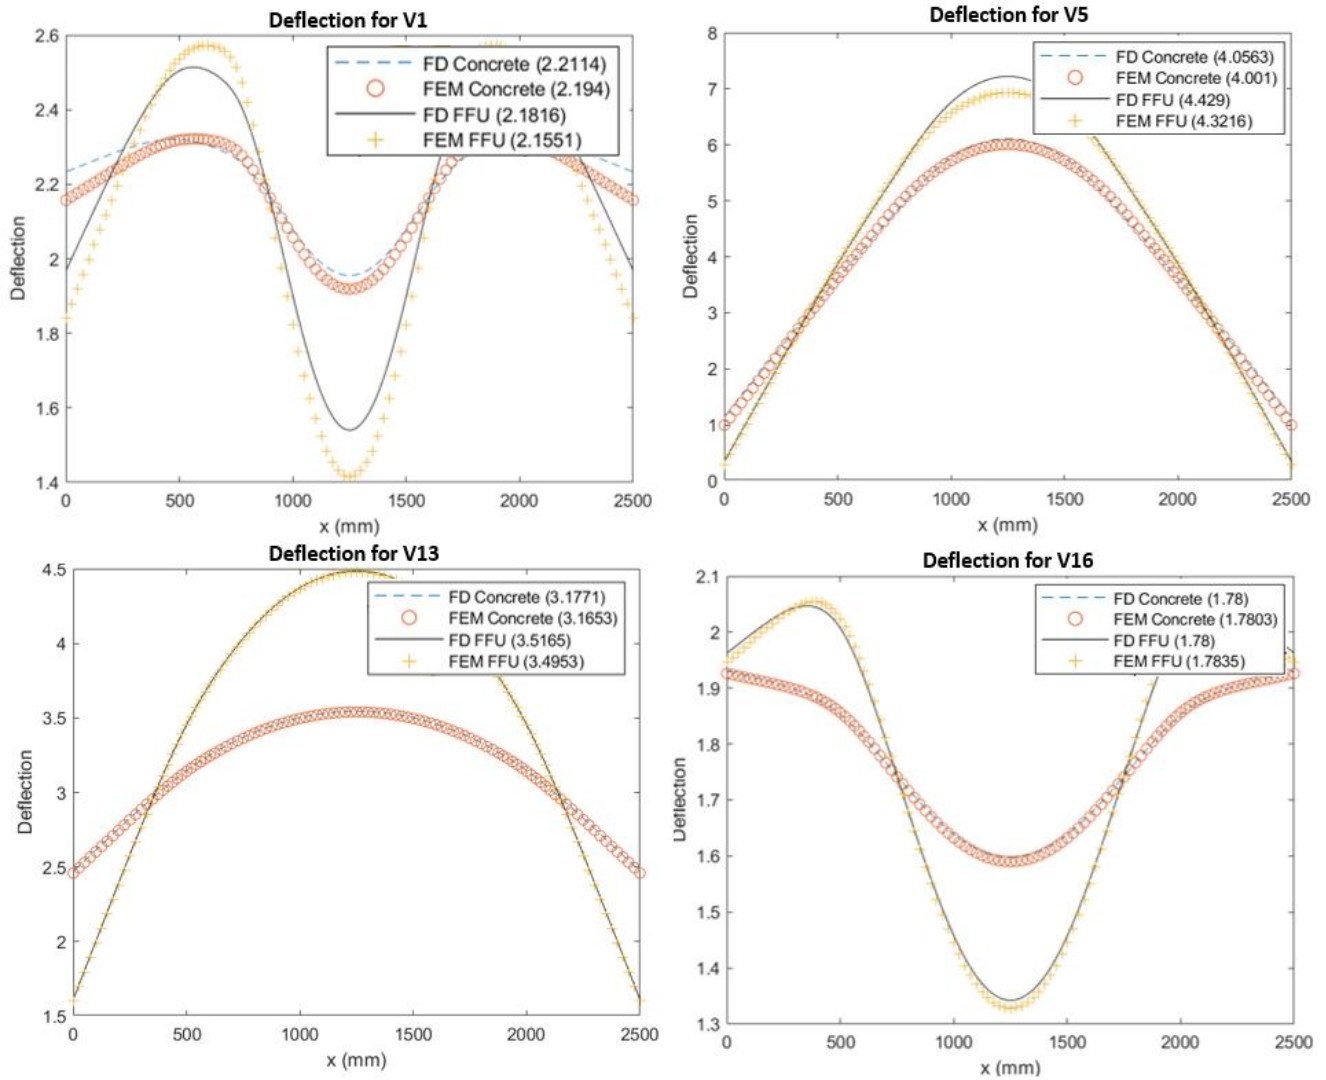 Deflection for V1
2.6
2.4
2.2
2
1.8
1.6
1.4
Deflection
FD Concrete (2.2114)
FEM Concrete (2.194)
FD FFU (2.1816)
FEM FFU (2.1551)
0 500 1000 1500 2000 2500
x (mm)
Deflection for V5
8
7
6
5
4
3
2
1
0
Deflection
FD Concrete (4.0563)
FEM Concrete (4.001)
FD FFU (4.429)
FEM FFU (4.3216)
0 500 1000 1500 2000 2500
x (mm)
Deflection for V13
4.5
4
3.5
3
2.5
2
1.5
Deflection
FD Concrete (3.1771)
FEM Concrete (3.1653)
FD FFU (3.5165)
FEM FFU (3.4953)
0 500 1000 1500 2000 2500
x (mm)
Deflection for V16
2.1
2
1.9
1.8
1.7
1.6
1.5
1.4
1.3
Deflection
FD Concrete (1.78)
FEM Concrete (1.7803)
FD FFU (1.78)
FEM FFU (1.7835)
0 500 1000 1500 2000 2500
x (mm)